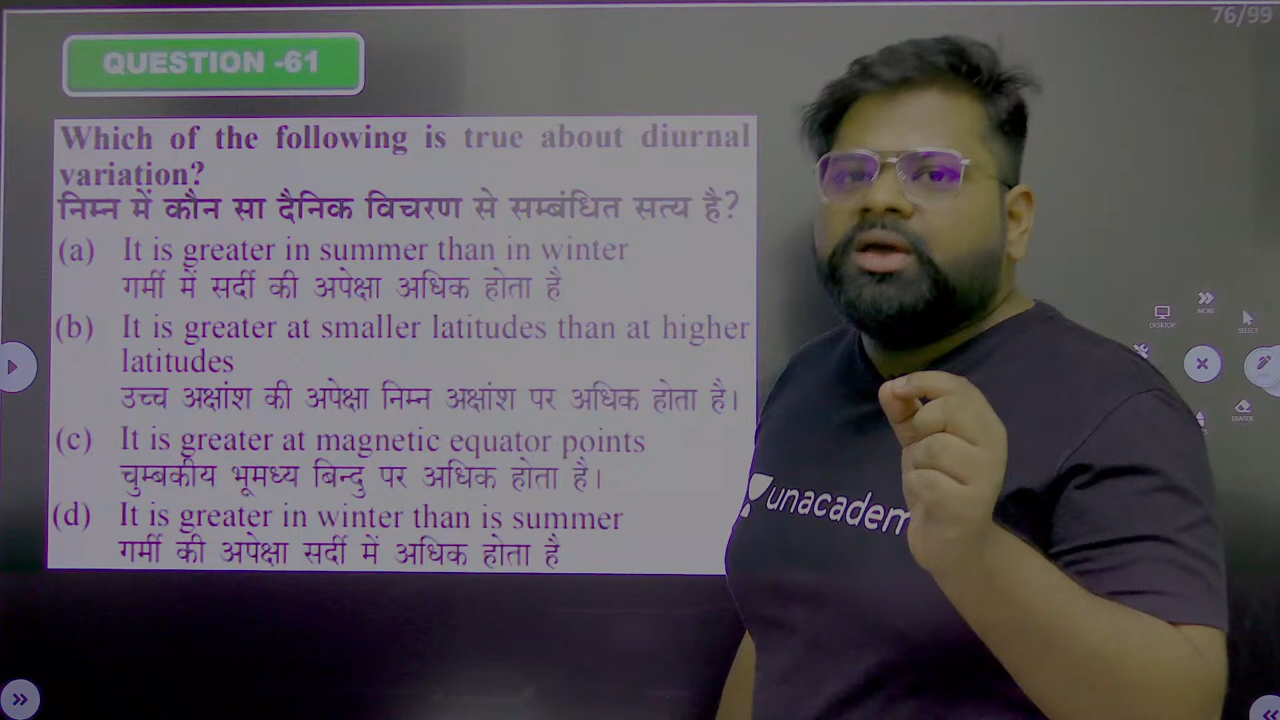 76/99
QUESTION -61
Which of the following is true about diurnal
variation?
निम्न में कौन सा दैनिक विचरण से सम्बंधित सत्य है?
(a) It is greater in summer than in winter
गर्मी में सर्दी की अपेक्षा अधिक होता है
(b) It is greater at smaller latitudes than at higher
latitudes
उच्च अक्षांश की अपेक्षा निम्न अक्षांश पर अधिक होता है।
(c) It is greater at magnetic equator points
चुम्बकीय भूमध्य बिन्दु पर अधिक होता है।
(d) It is greater in winter than is summer
गर्मी की अपेक्षा सर्दी में अधिक होता है
unacadem
DESKTOP
MORE
SELECT
ERASER